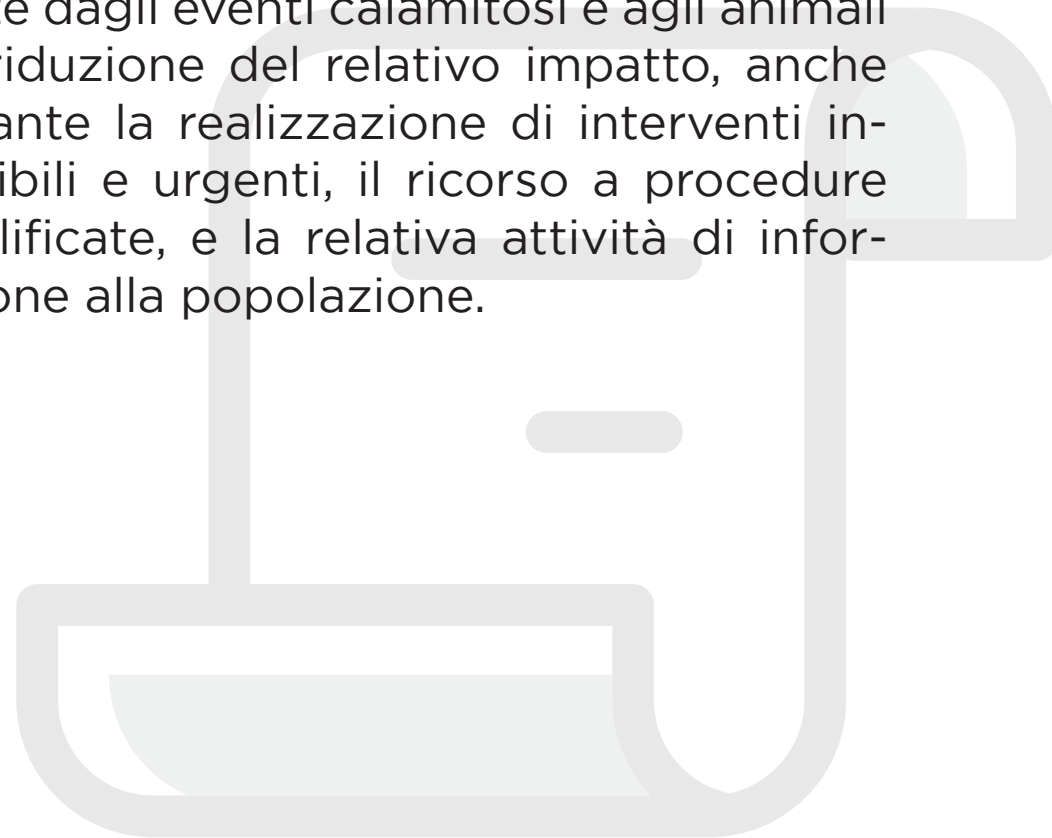 te dagli eventi calamitosi e agli animali
riduzione del relativo impatto, anche
ante la realizzazione di interventi in-
ibili e urgenti, il ricorso a procedure
lificate, e la relativa attività di infor-
one alla popolazione.